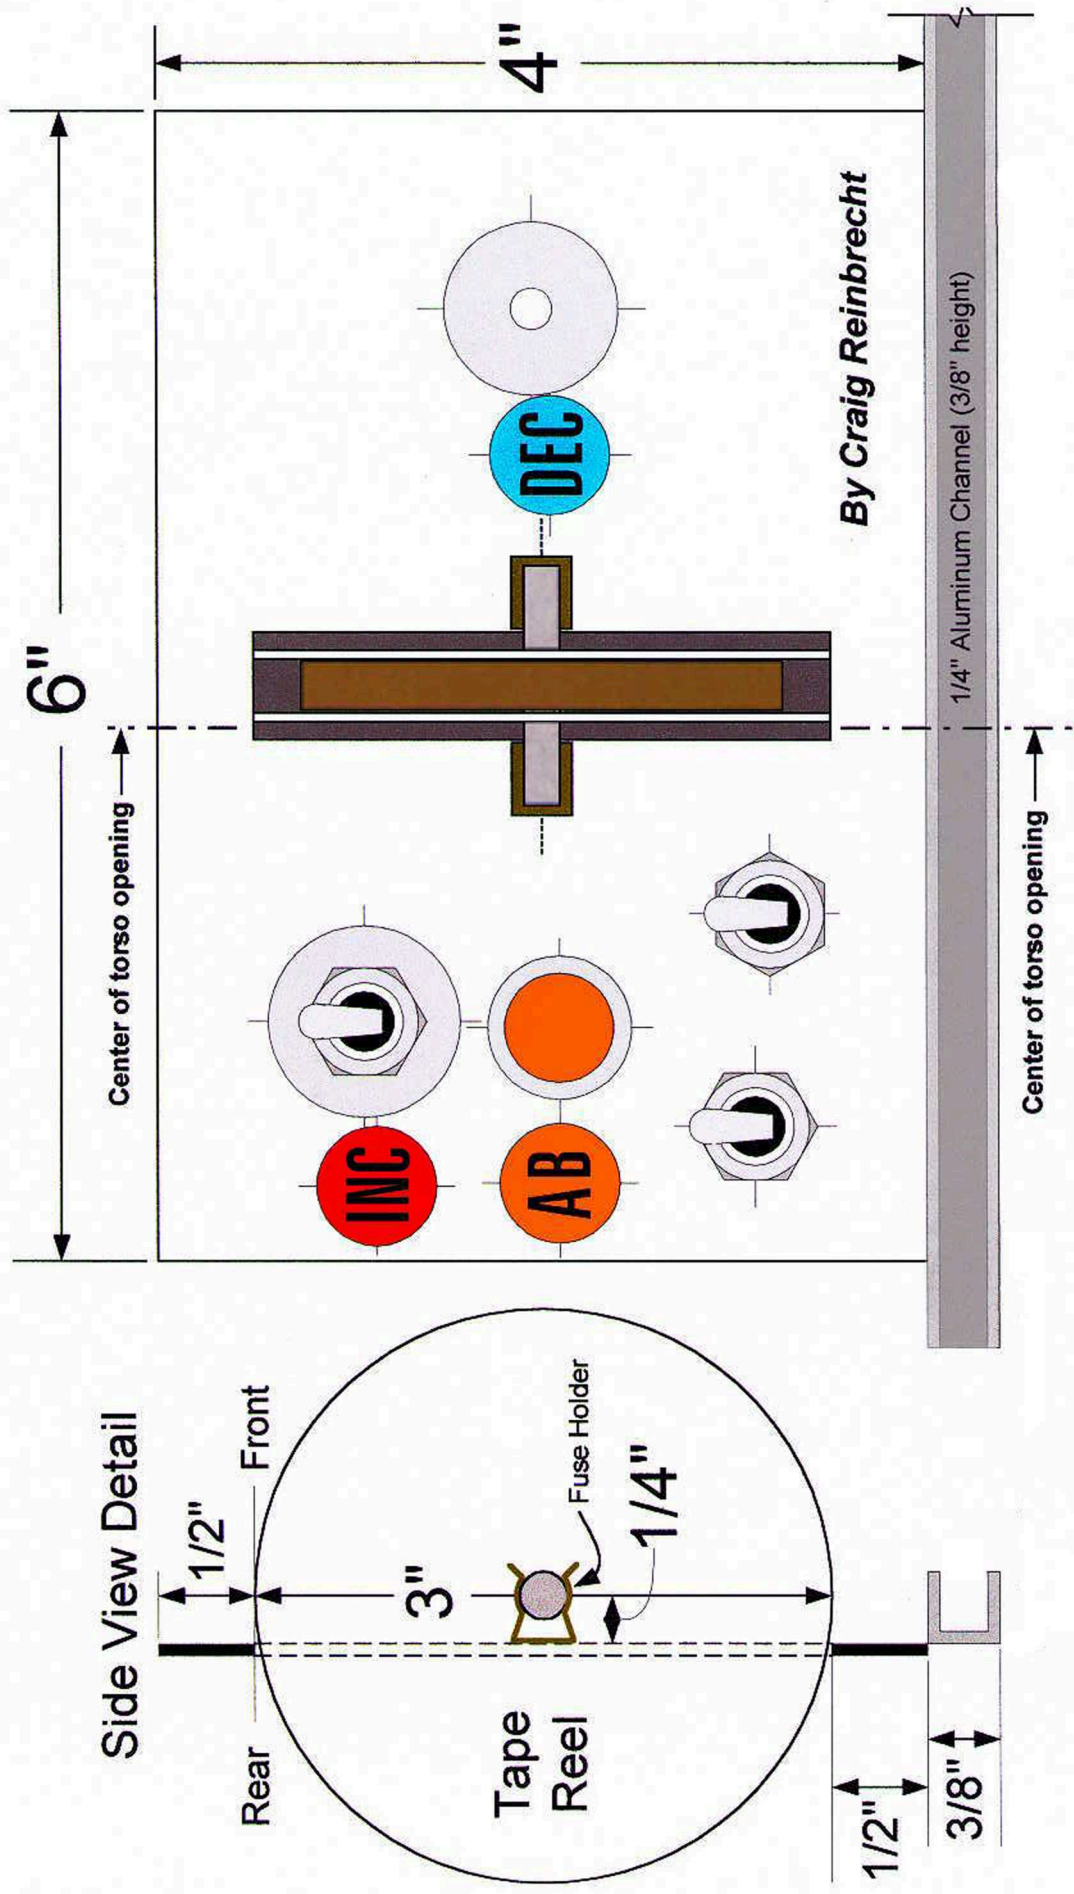 Side View Detail
Rear
Front
1/2"
3"
Tape
Reel
Fuse Holder
1/4"
1/2"
3/8"
6"
4"
Center of torso opening
INC
AB
DEC
By Craig Reinbrecht
1/4" Aluminum Channel (3/8" height)
Center of torso opening